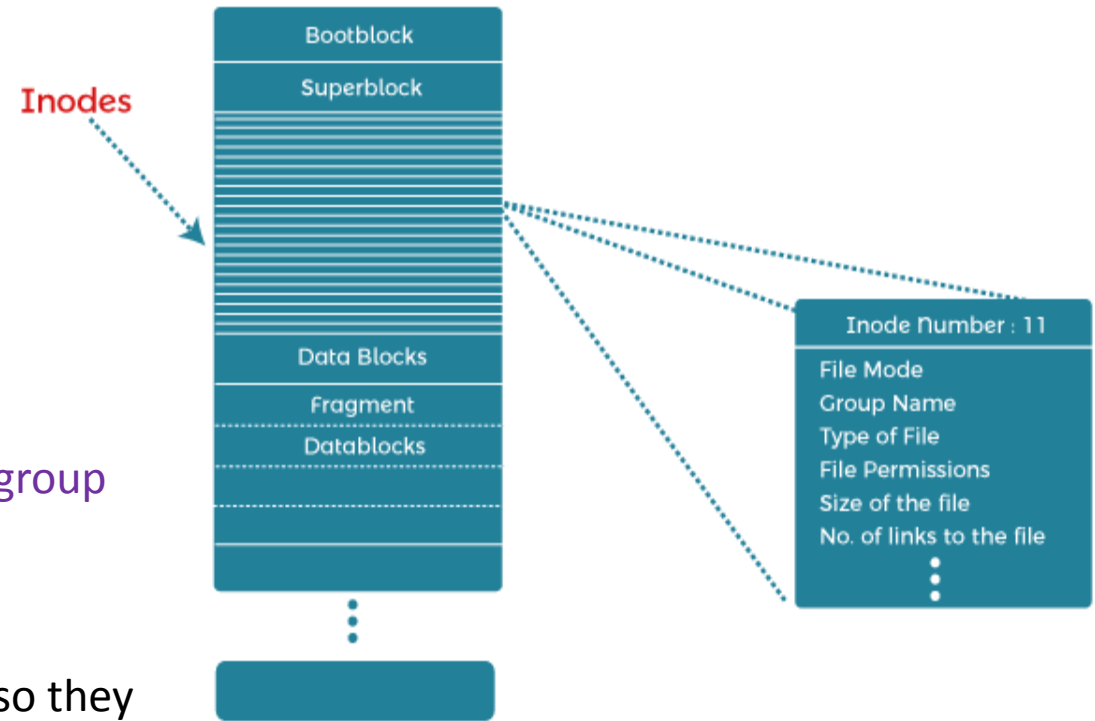 Bootblock
Superblock
Inodes
Inode Number : 11
File Mode
Group Name
Type of File
File Permissions
Size of the file
No. of links to the file
Data Blocks
Fragment
Datablocks
group
so they